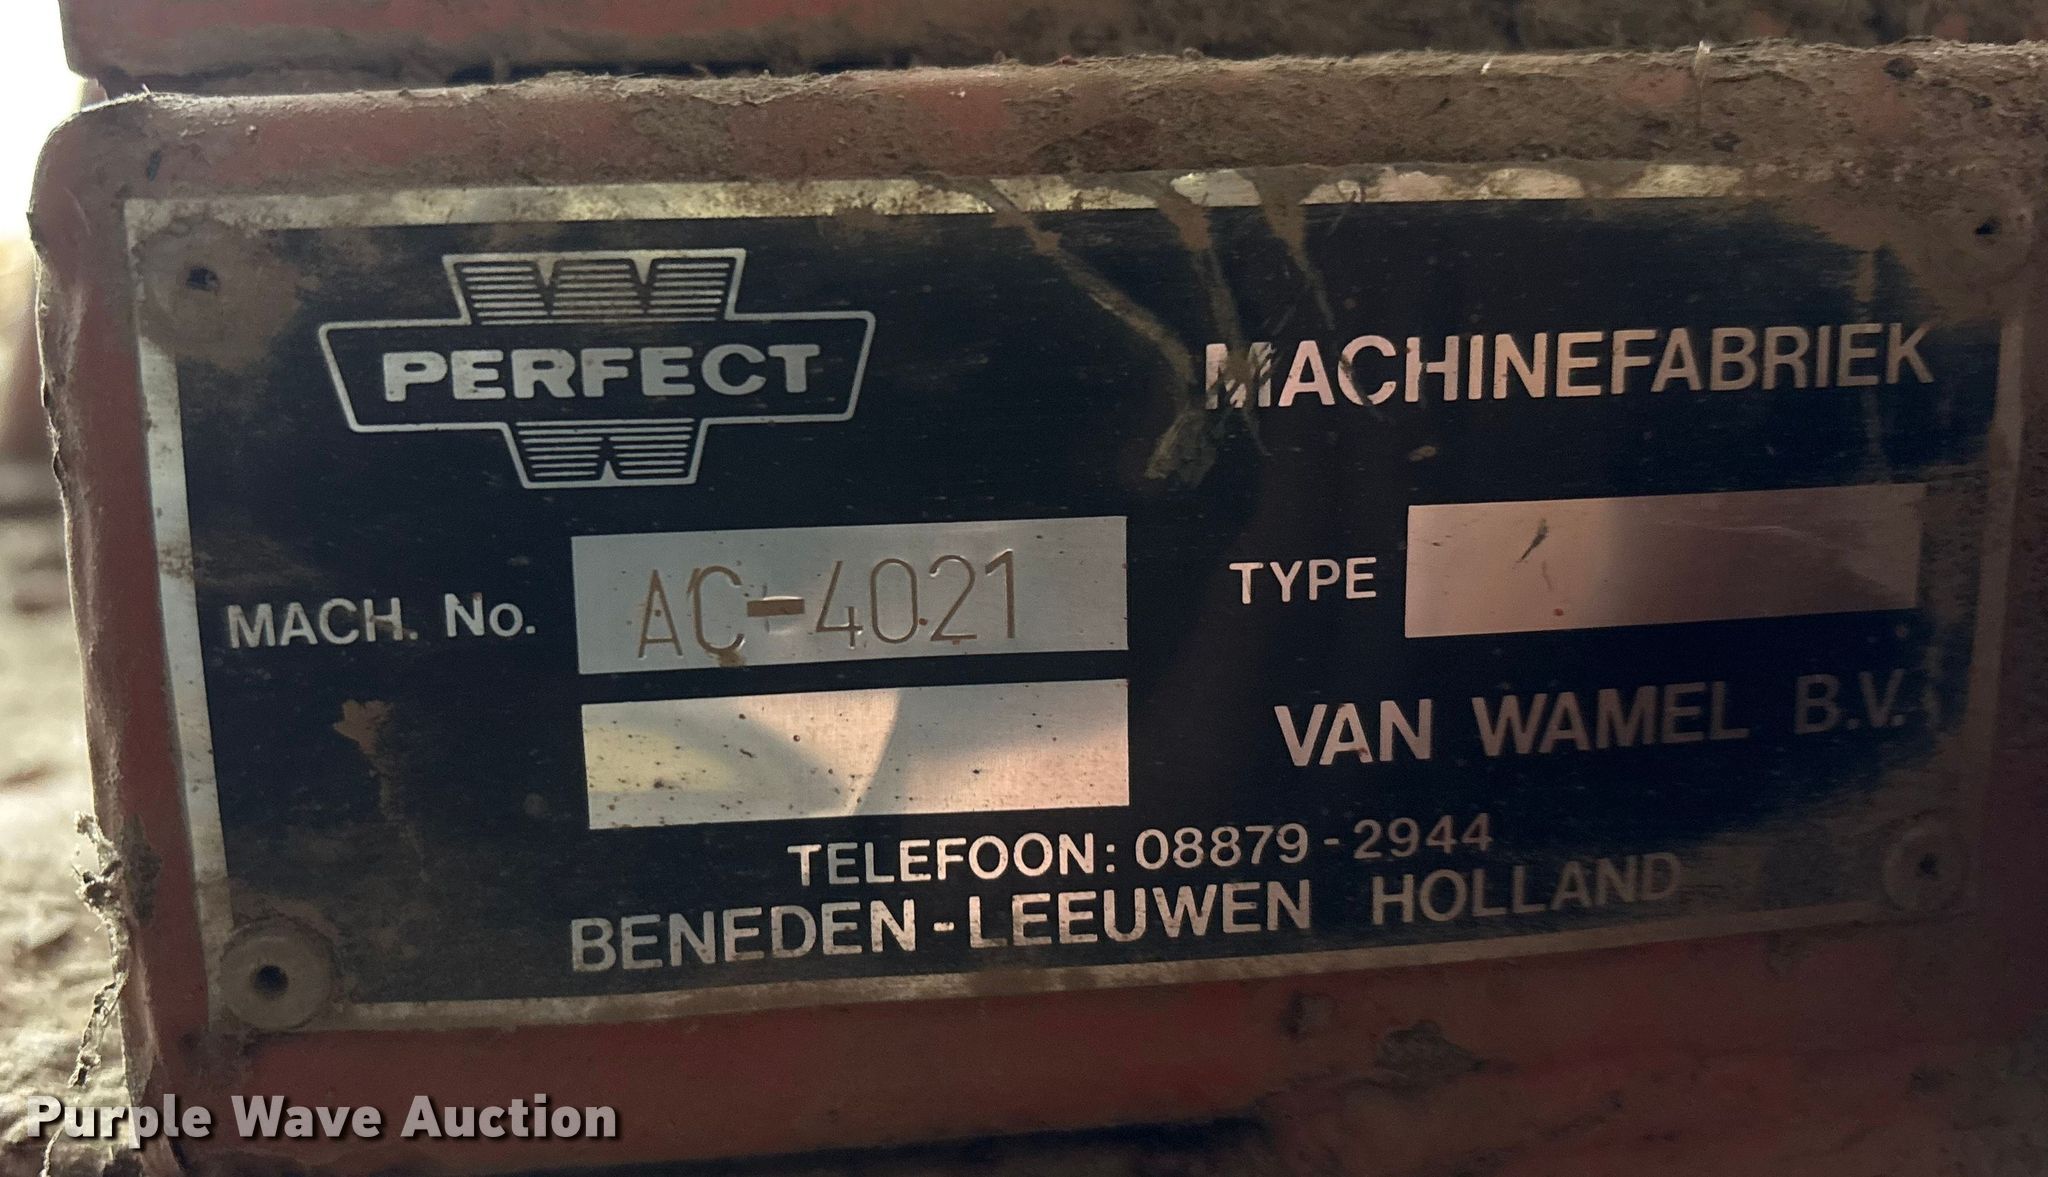 PERFECT
MACHINEFABRIEK
MACH. No. AC-4021
TYPE
VAN WAMEL B.V.
TELEFOON: 08879-2944
BENEDEN-LEEUWEN HOLLAND
Purple Wave Auction